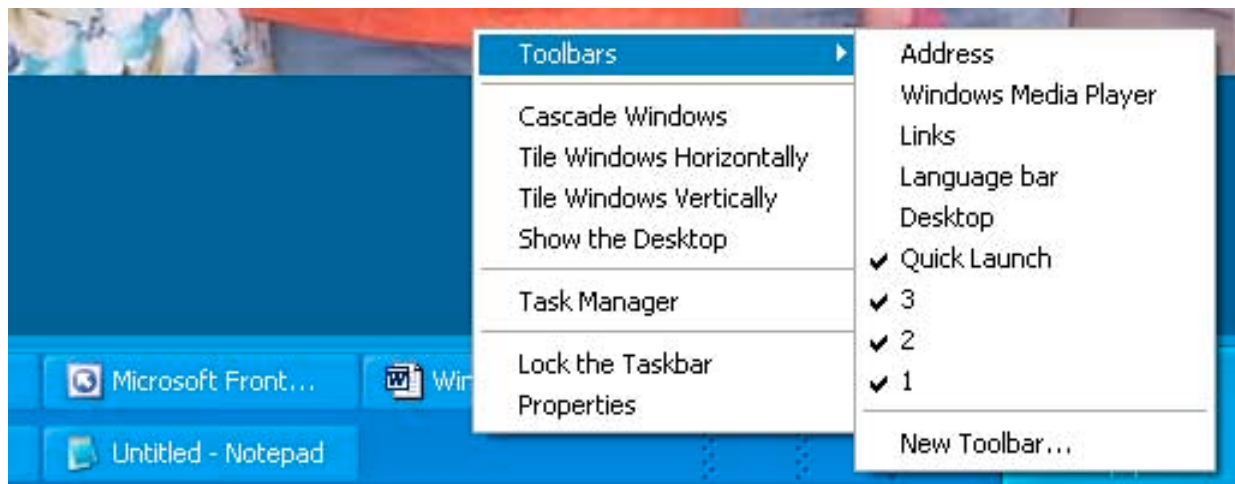 Toolbars
Cascade Windows
Tile Windows Horizontally
Tile Windows Vertically
Show the Desktop
Task Manager
Lock the Taskbar
Properties
Address
Windows Media Player
Links
Language bar
Desktop
Quick Launch
3
2
1
New Toolbar...
Microsoft Front...
Untitled - Notepad